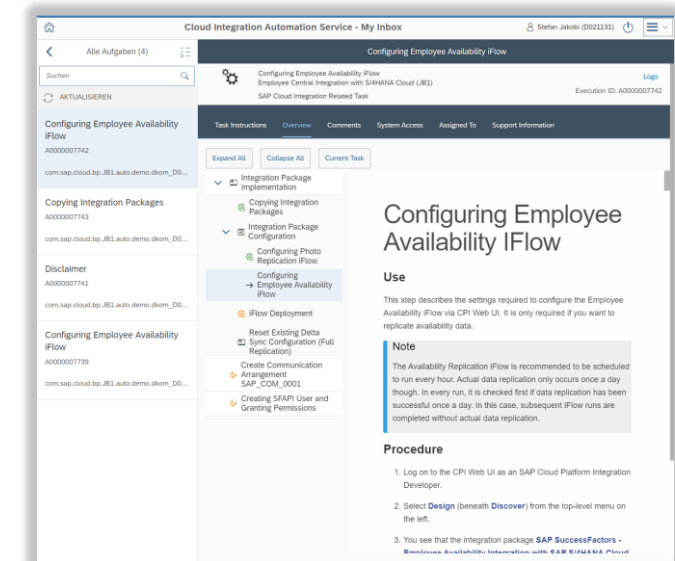 Cloud Integration Automation Service - My Inbox
Stefan Jakobi (D021131)
Alle Aufgaben (4)
Suchen
AKTUALISIEREN
Configuring Employee Availability
iFlow
A0000007742
com.sap.cloud.bp.JB1.auto.demo.dkom_D0...
Copying Integration Packages
A0000007743
com.sap.cloud.bp.JB1.auto.demo.dkom_D0...
Disclaimer
A0000007741
com.sap.cloud.bp.JB1.auto.demo.dkom_D0...
Configuring Employee Availability
iFlow
A0000007739
com.sap.cloud.bp.JB1.auto.demo.dkom_D0...
Configuring Employee Availability iFlow
Configuring Employee Availability iFlow
Employee Central Integration with S/4HANA Cloud (JB1)
SAP Cloud Integration Related Task
Logs
Execution ID: A0000007742
Task Instructions Overview Comments System Access Assigned To Support Information
Expand All Collapse All Current Task
Integration Package
Implementation
Copying Integration
Packages
Integration Package
Configuration
Configuring Photo
Replication iFlow
Configuring
Employee Availability
iFlow
iFlow Deployment
Reset Existing Delta
Sync Configuration (Full
Replication)
Create Communication
Arrangement
SAP_COM_0001
Creating SFAPI User and
Granting Permissions
Configuring Employee
Availability IFlow
Use
This step describes the settings required to configure the Employee
Availability iFlow via CPI Web UI. It is only required if you want to
replicate availability data.
Note
The Availability Replication iFlow is recommended to be scheduled
to run every hour. Actual data replication only occurs once a day
though. In every run, it is checked first if data replication has been
successful once a day. In this case, subsequent iFlow runs are
completed without actual data replication.
Procedure
1. Log on to the CPI Web UI as an SAP Cloud Platform Integration
Developer.
2. Select Design (beneath Discover) from the top-level menu on
the left.
3. You see that the integration package SAP SuccessFactors -
Employee Availability Integration with SAP S/4HANA Cloud